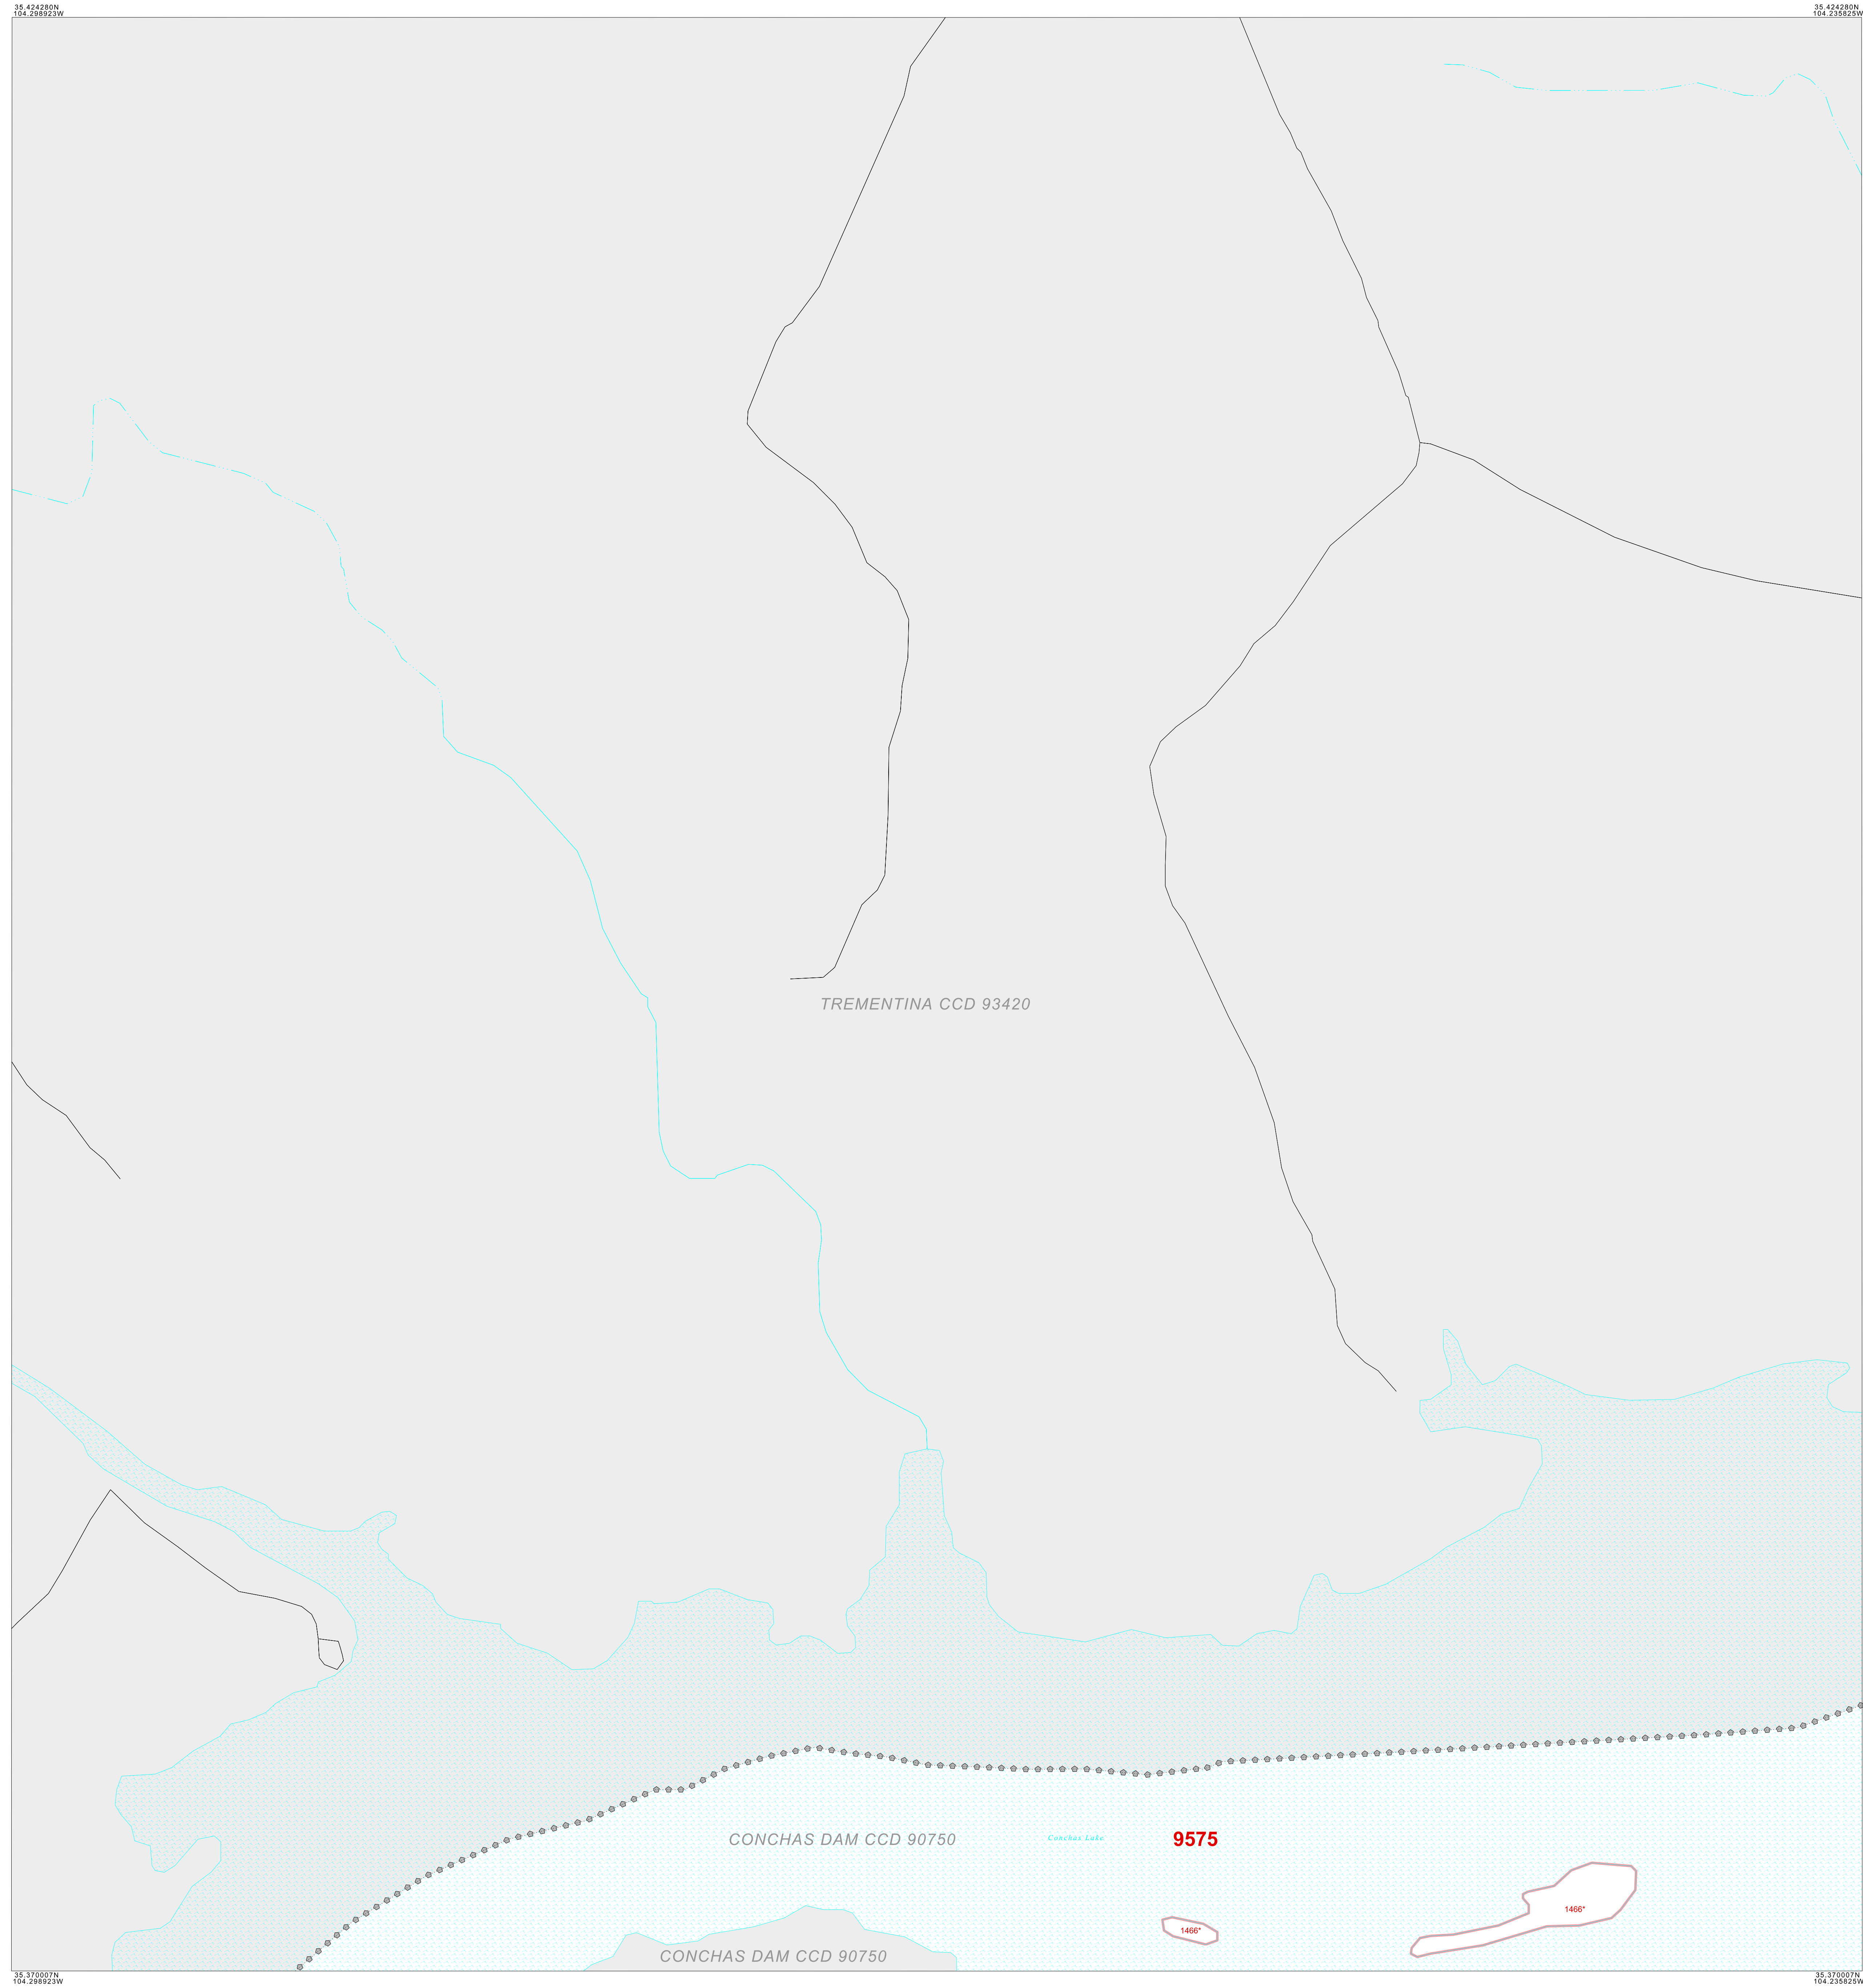 35.424280N
104.298923W
35.424280N
104.235825W
TREMENTINA CCD 93420
CONCHAS DAM CCD 90750
Conchas Lake
9575
1466*
1466*
CONCHAS DAM CCD 90750
35.370007N
104.298923W
35.370007N
104.235825W